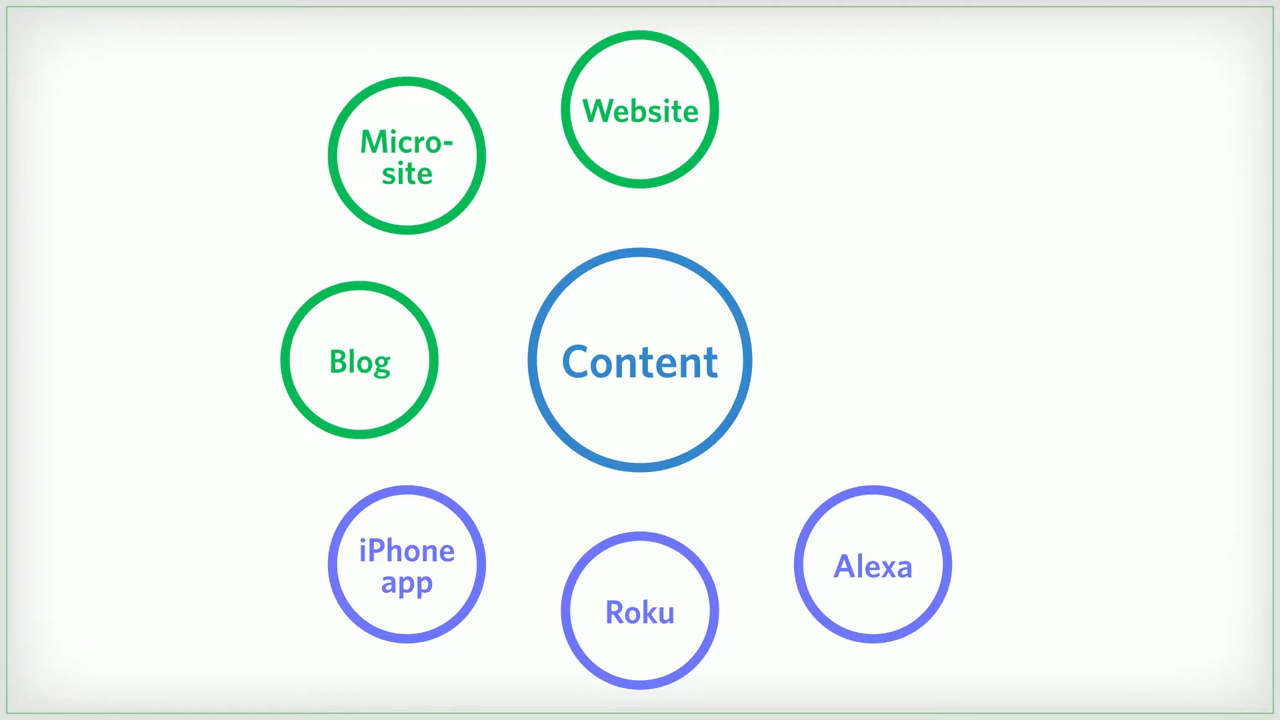 Website
Micro-
site
Blog
Content
iPhone
app
Roku
Alexa